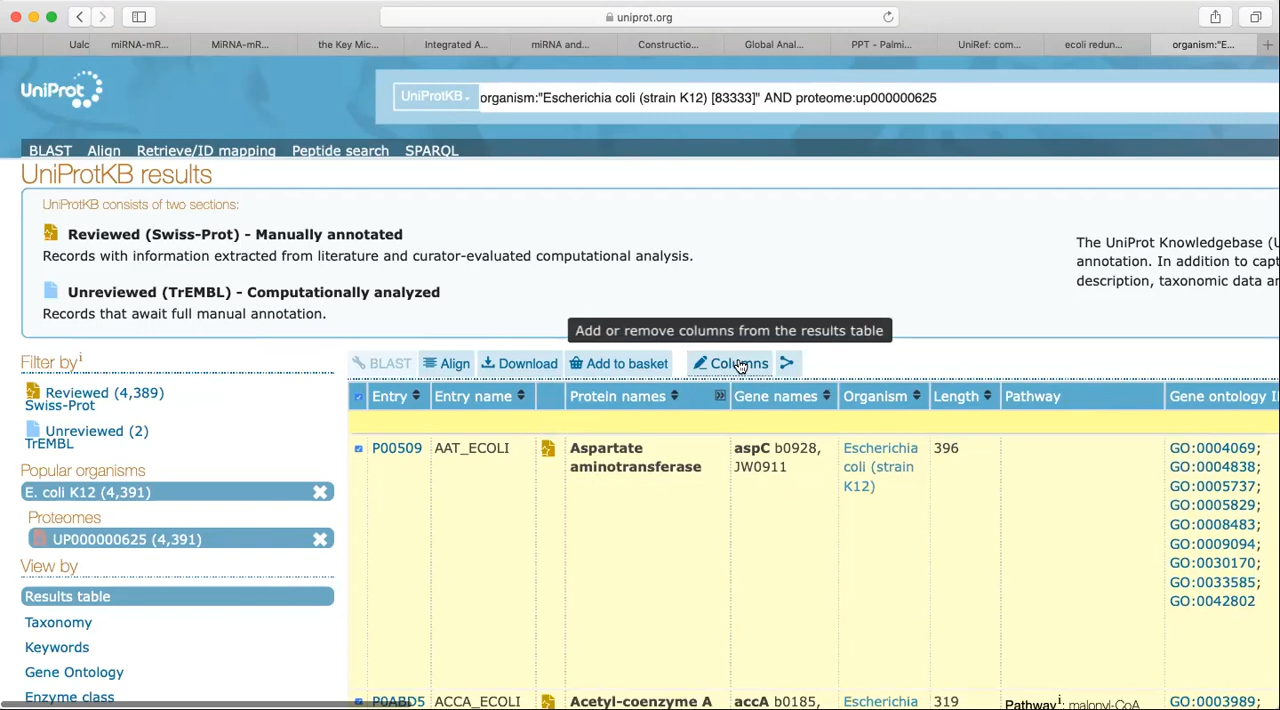 uniprot.org
Ualc
miRNA-mR...
MiRNA-mR...
the Key Mic...
Integrated A...
miRNA and...
Constructio...
Global Anal...
PPT - Palmi...
UniRef: com...
ecoli redun...
organism:"E...
UniProt
UniProtKB
organism:"Escherichia coli (strain K12) [83333]" AND proteome:up000000625
BLAST Align Retrieve/ID mapping Peptide search SPARQL
UniProtKB results
UniProtKB consists of two sections:
Reviewed (Swiss-Prot) - Manually annotated
Records with information extracted from literature and curator-evaluated computational analysis.
Unreviewed (TrEMBL) - Computationally analyzed
Records that await full manual annotation.
The UniProt Knowledgebase (U
annotation. In addition to capt
description, taxonomic data an
Add or remove columns from the results table
Filter by i
Reviewed (4,389)
Swiss-Prot
Unreviewed (2)
TrEMBL
Popular organisms
E. coli K12 (4,391)
Proteomes
UP000000625 (4,391)
View by
Results table
Taxonomy
Keywords
Gene Ontology
Enzyme class
BLAST Align Download Add to basket Columns
Entry Entry name Protein names Gene names Organism Length Pathway Gene ontology I
P00509 AAT_ECOLI Aspartate aspC b0928, Escherichia 396 GO:0004069;
aminotransferase JW0911 coli (strain GO:0004838;
K12) GO:0005737;
GO:0005829;
GO:0008483;
GO:0009094;
GO:0030170;
GO:0033585;
GO:0042802
P0ABD5 ACCA_ECOLI Acetyl-coenzyme A accA b0185, Escherichia 319 Pathway i: malonyl-CoA GO:0003989;